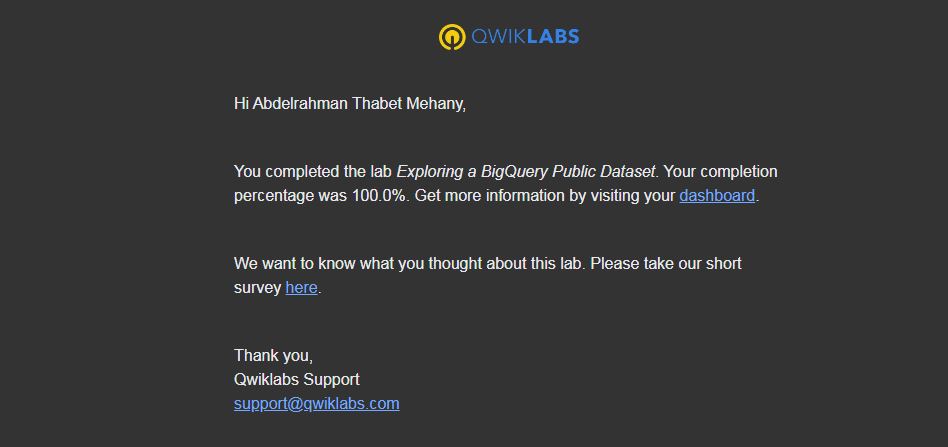 QWIKLABS
Hi Abdelrahman Thabet Mehany,
You completed the lab Exploring a BigQuery Public Dataset. Your completion
percentage was 100.0%. Get more information by visiting your dashboard.
We want to know what you thought about this lab. Please take our short
survey here.
Thank you,
Qwiklabs Support
support@qwiklabs.com